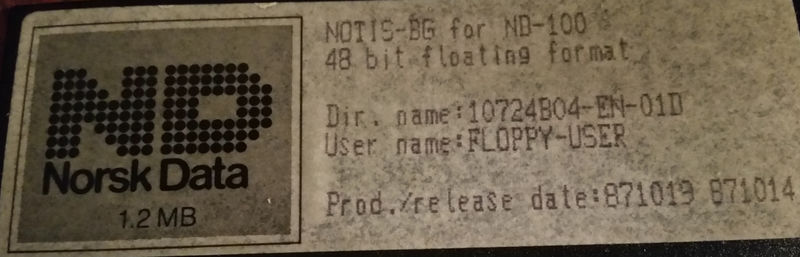 ND
Norsk Data
1.2 MB
NOTIS-BG for ND-100
48 bit floating format
Dir. name:10724B04-EN-01D
User name:FLOPPY-USER
Prod./release date:871019 871014